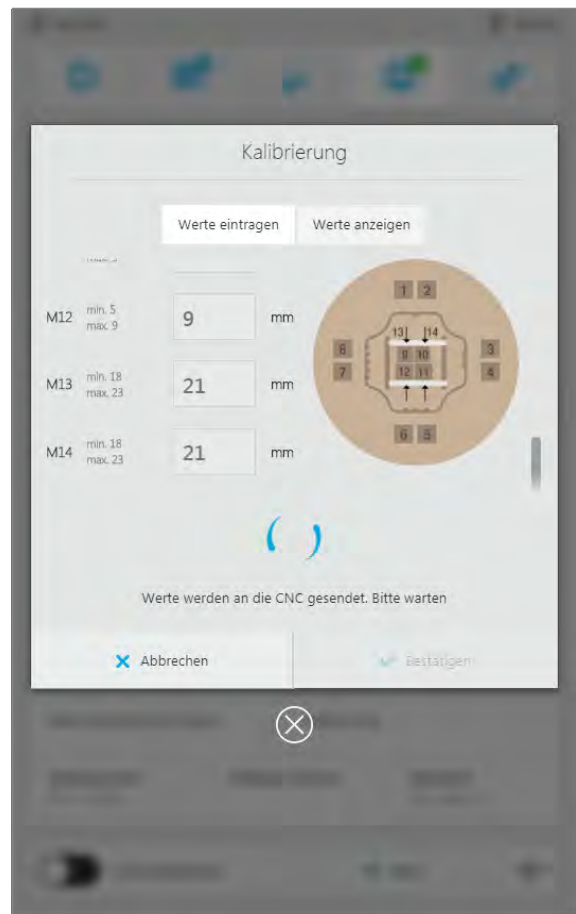 Kalibrierung
Werte eintragen Werte anzeigen
M12 min. 5 max. 9 9 mm
M13 min. 18 max. 23 21 mm
M14 min. 18 max. 23 21 mm
1 2
13 14
8 9 10 3
7 12 11 4
6 5
Werte werden an die CNC gesendet. Bitte warten
Abbrechen Bestätigen